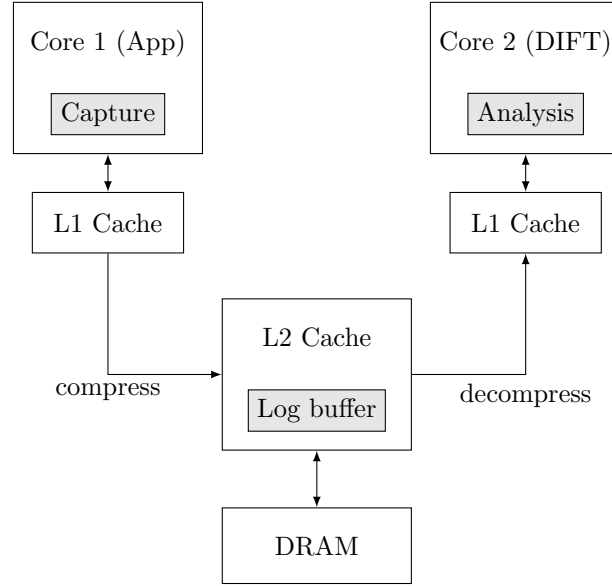 Core 1 (App)
Core 2 (DIFT)
Capture
Analysis
L1 Cache
L1 Cache
L2 Cache
compress
decompress
Log buffer
DRAM